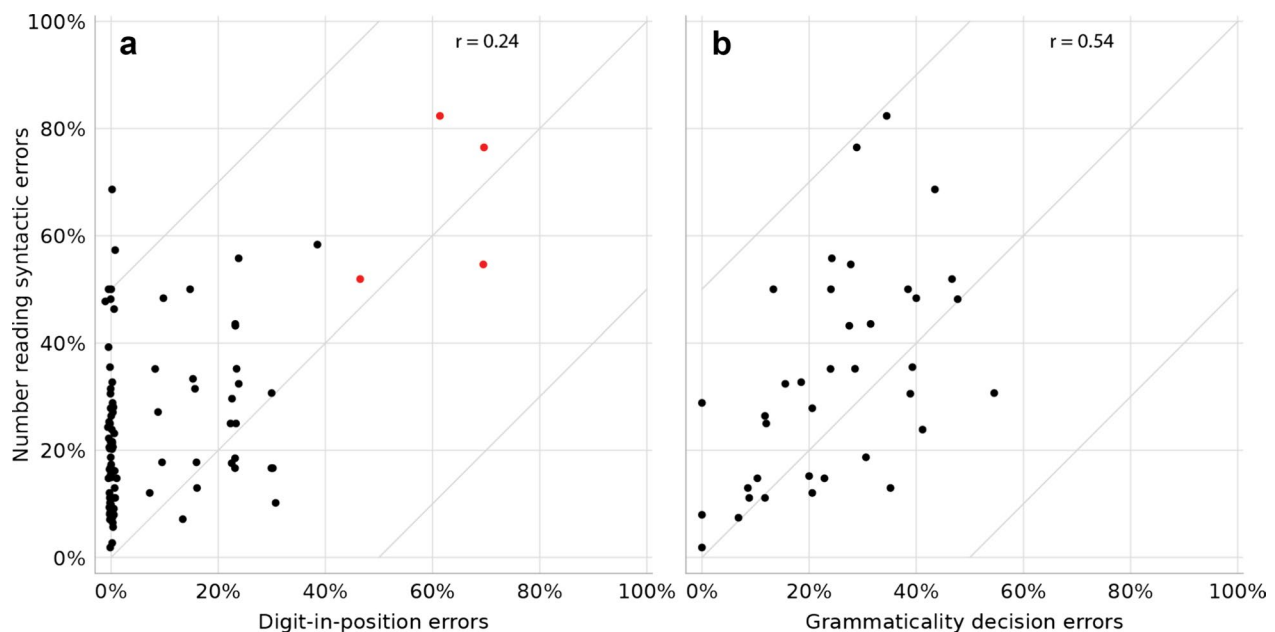 100%
80%
60%
40%
20%
0%
Number reading syntactic errors
a
r = 0.24
0% 20% 40% 60% 80% 100%
Digit-in-position errors
b
r = 0.54
0% 20% 40% 60% 80% 100%
Grammaticality decision errors